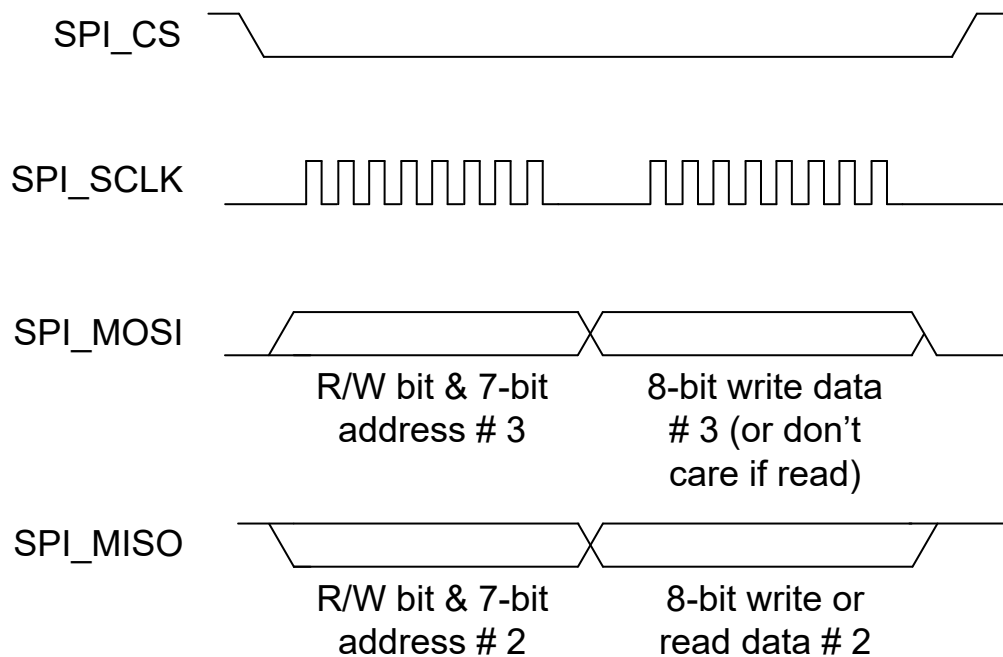 SPI_CS
SPI_SCLK
SPI_MOSI
R/W bit & 7-bit
address # 3
8-bit write data
# 3 (or don’t
care if read)
SPI_MISO
R/W bit & 7-bit
address # 2
8-bit write or
read data # 2